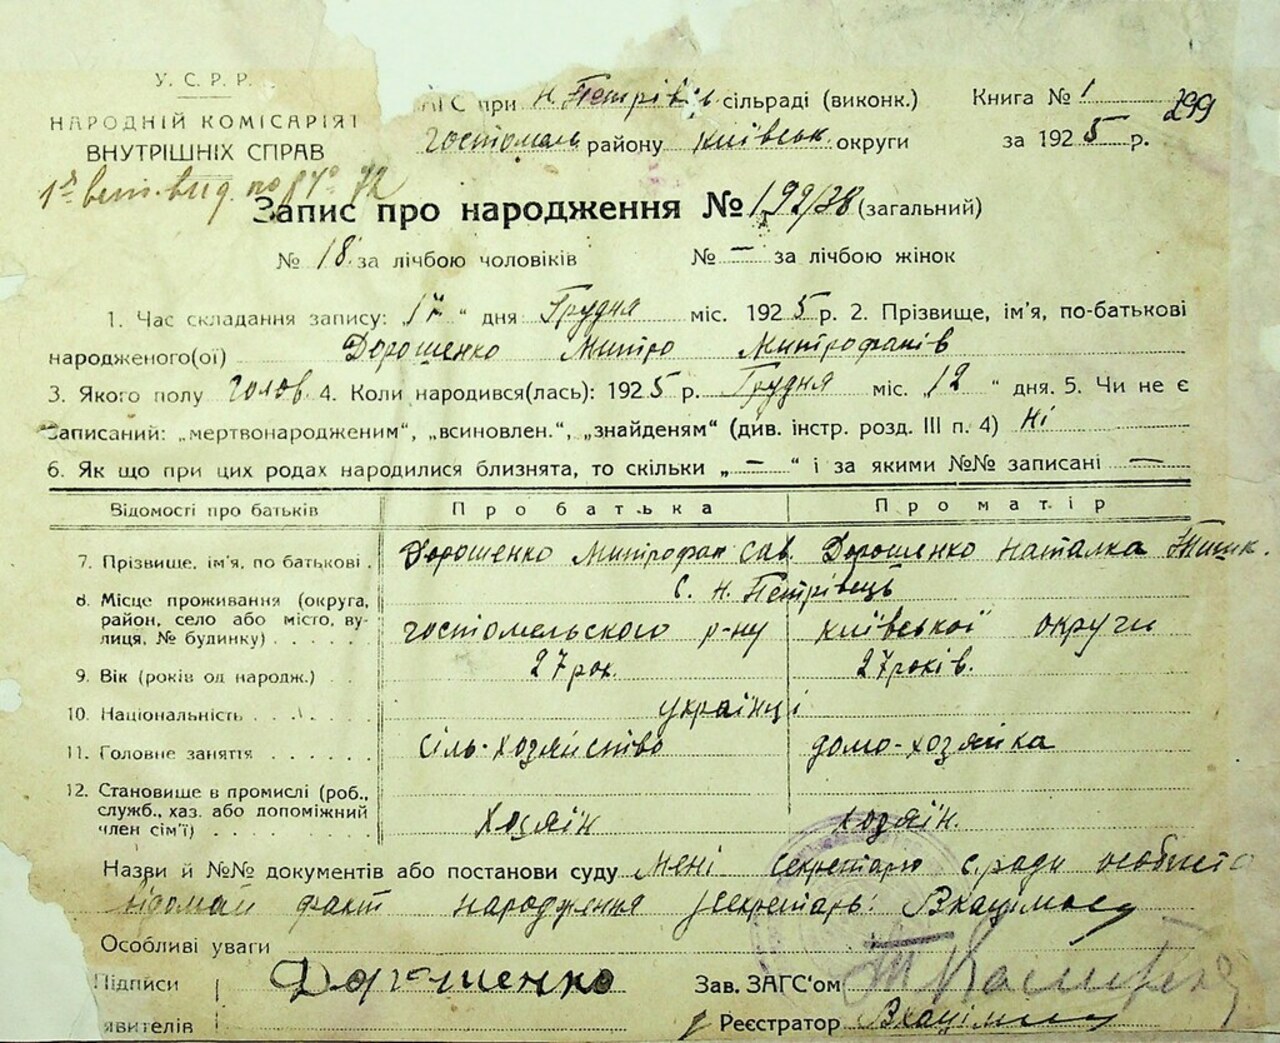 У. С. Р. Р.
НАРОДНІЙ КОМІСАРІЯТ
ВНУТРІШНІХ СПРАВ
ЗАГС при Н. Петрівц. сільраді (виконк.) Книга № 1 299
Гостомель району Київськ. округи за 1925 р.
Запис про народження № 192/38 (загальний)
№ 18 за лічбою чоловіків № — за лічбою жінок
1. Час складання запису: „17“ дня Грудня міс. 1925 р. 2. Прізвище, ім'я, по-батькові
народженого(ої) Дорошенко Митро Митрофанів
3. Якого полу Чолов. 4. Коли народився(лась): 1925 р. Грудня міс. „12“ дня. 5. Чи не є
записаний: „мертвонародженим“, „всиновлен.“, „знайденям“ (див. інстр. розд. III п. 4) Ні
6. Як що при цих родах народилися близнята, то скільки „—“ і за якими №№ записані —
Відомості про батьків Про батька Про матір
7. Прізвище, ім'я, по батькові . Дорошенко Митрофан Сав. Дорошенко Наталка
8. Місце проживання (округа, район, село або місто, вулиця, № будинку) . . . . . с. Н. Петрівець
Гостомельского р-ну Київської округи
9. Вік (років од народж.) . . 27 рок. 27 років.
10. Національність . . . . . . українці
11. Головне заняття . . . . . . сіль-хозяйство домо-хозяйка
12. Становище в промислі (роб., служб., хаз. або допоміжний член сім'ї) . . . . . . . . Хозяїн хозяїн.
Назви й №№ документів або постанови суду Мені секретарю с.ради особисто
відомай факт народження Секретарь:
Особливі уваги
Підписи Дорошенко Зав. ЗАГС'ом
явителів Реєстратор